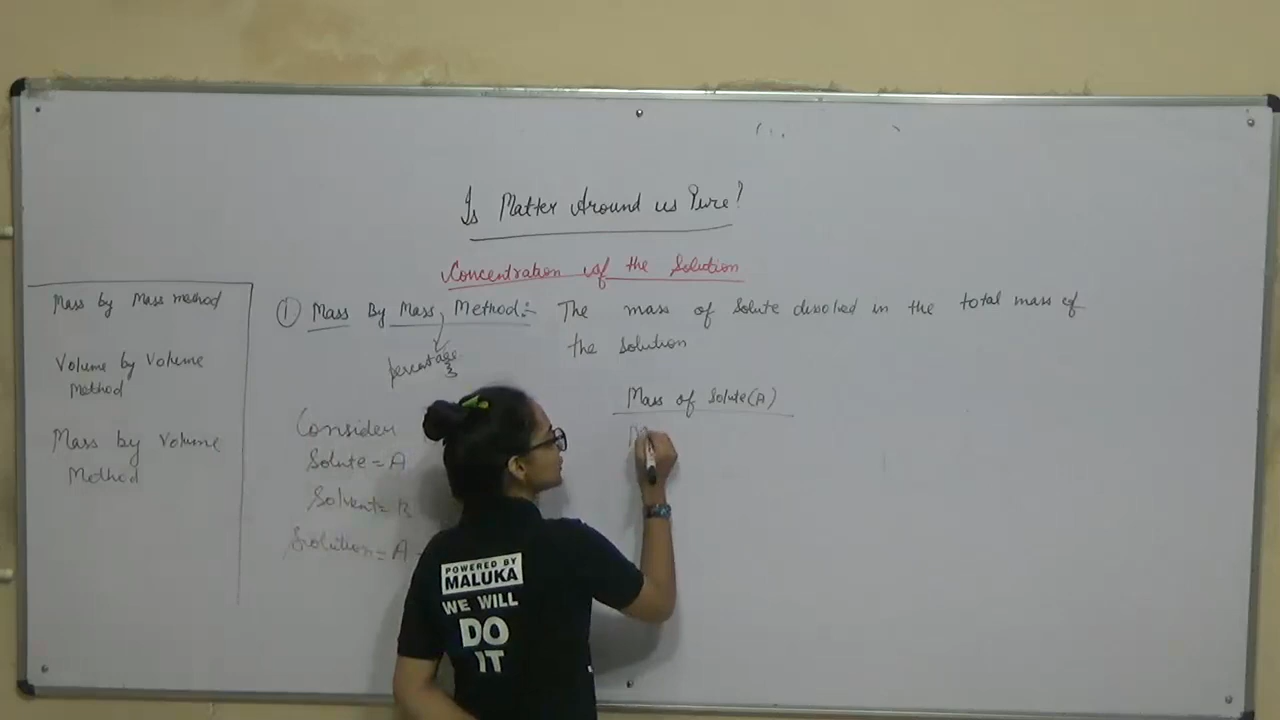 Is Matter Around us Pure?
Concentration of the Solution
Mass by Mass method
Volume by Volume
Method
Mass by Volume
Method
① Mass By Mass Method:- The mass of Solute disolved in the total mass of
the Solution
percentage
Mass of Solute(A)
Consider
Solute = A
Solvent = B
Solution = A
POWERED BY
MALUKA
WE WILL
DO
IT